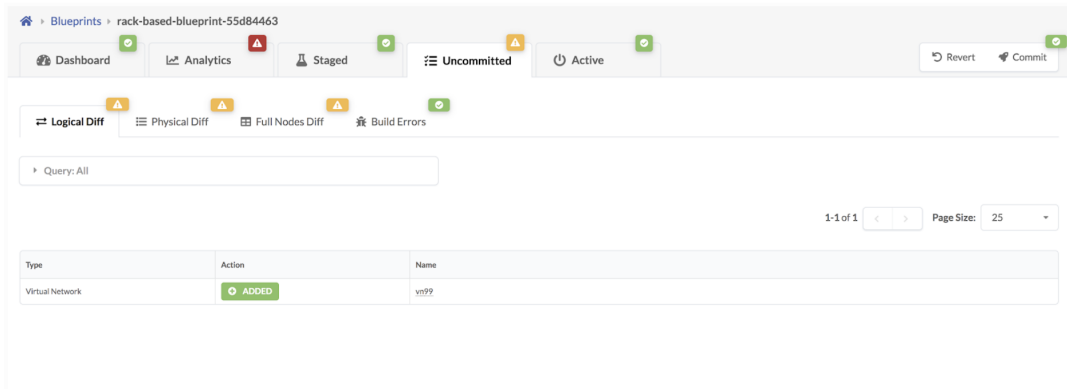 Blueprints rack-based-blueprint-55d84463
Dashboard Analytics Staged Uncommitted Active Revert Commit
Logical Diff Physical Diff Full Nodes Diff Build Errors
Query: All
1-1 of 1 Page Size: 25
Type Action Name
Virtual Network ADDED vn99